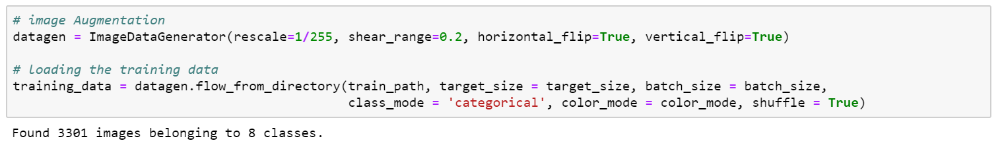 # image Augmentation
datagen = ImageDataGenerator(rescale=1/255, shear_range=0.2, horizontal_flip=True, vertical_flip=True)
# Loading the training data
training_data = datagen.flow_from_directory(train_path, target_size = target_size, batch_size = batch_size,
class_mode = 'categorical', color_mode = color_mode, shuffle = True)
Found 3301 images belonging to 8 classes.